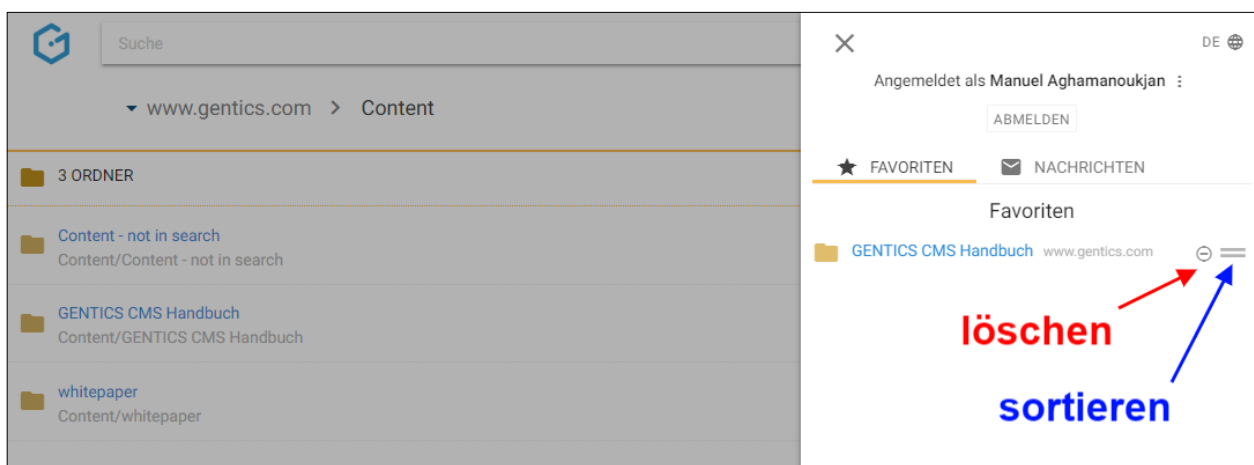 Suche
www.gentics.com > Content
3 ORDNER
Content - not in search
Content/Content - not in search
GENTICS CMS Handbuch
Content/GENTICS CMS Handbuch
whitepaper
Content/whitepaper
DE
Angemeldet als Manuel Aghamanoukjan
ABMELDEN
FAVORITEN NACHRICHTEN
Favoriten
GENTICS CMS Handbuch www.gentics.com
löschen
sortieren